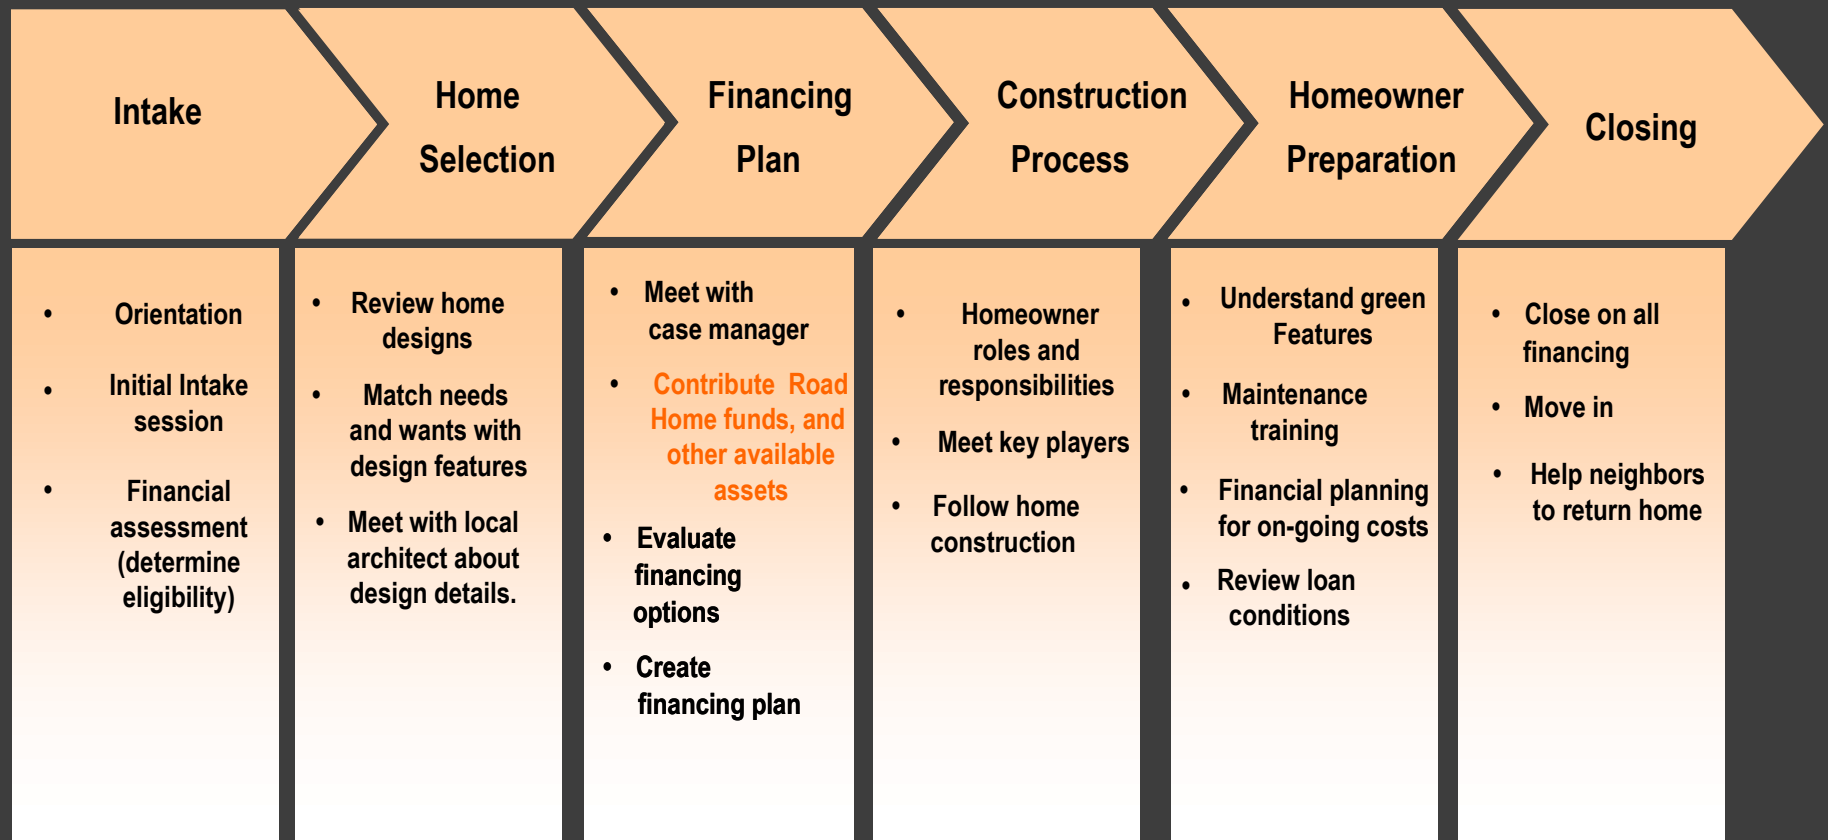 Intake
Home
Selection
Financing
Plan
Construction
Process
Homeowner
Preparation
Closing
• Orientation
• Initial Intake
session
• Financial
assessment
(determine
eligibility)
• Review home
designs
• Match needs
and wants with
design features
• Meet with local
architect about
design details.
• Meet with
case manager
• Contribute Road
Home funds, and
other available
assets
• Evaluate
financing
options
• Create
financing plan
• Homeowner
roles and
responsibilities
• Meet key players
• Follow home
construction
• Understand green
Features
• Maintenance
training
• Financial planning
for on-going costs
• Review loan
conditions
• Close on all
financing
• Move in
• Help neighbors
to return home